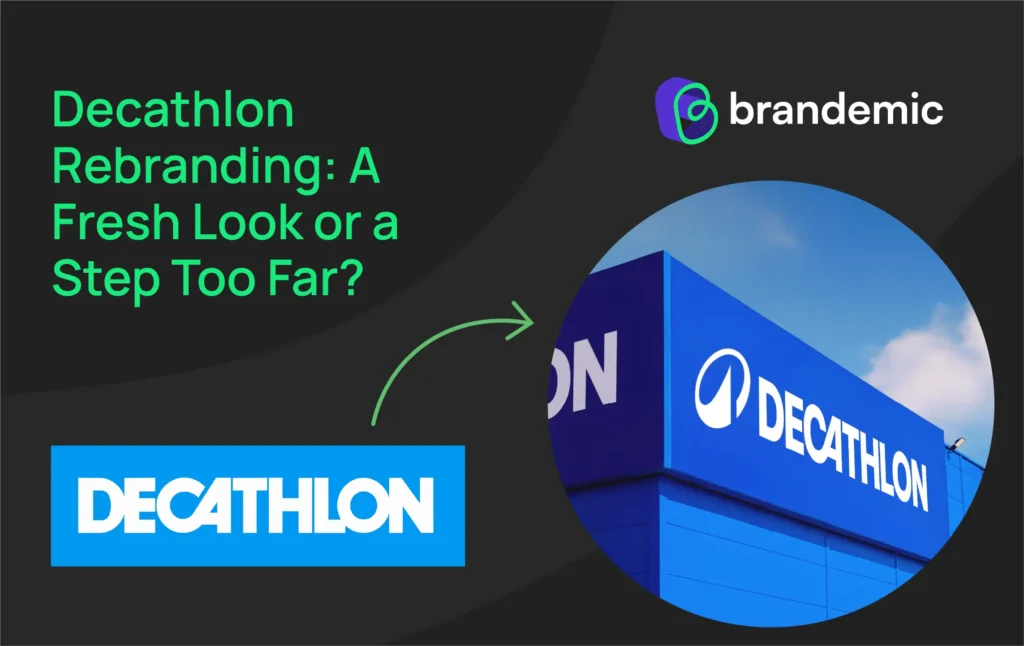 Decathlon
Rebranding: A
Fresh Look or a
Step Too Far?
brandemic
DECATHLON
ON
DECATHLON